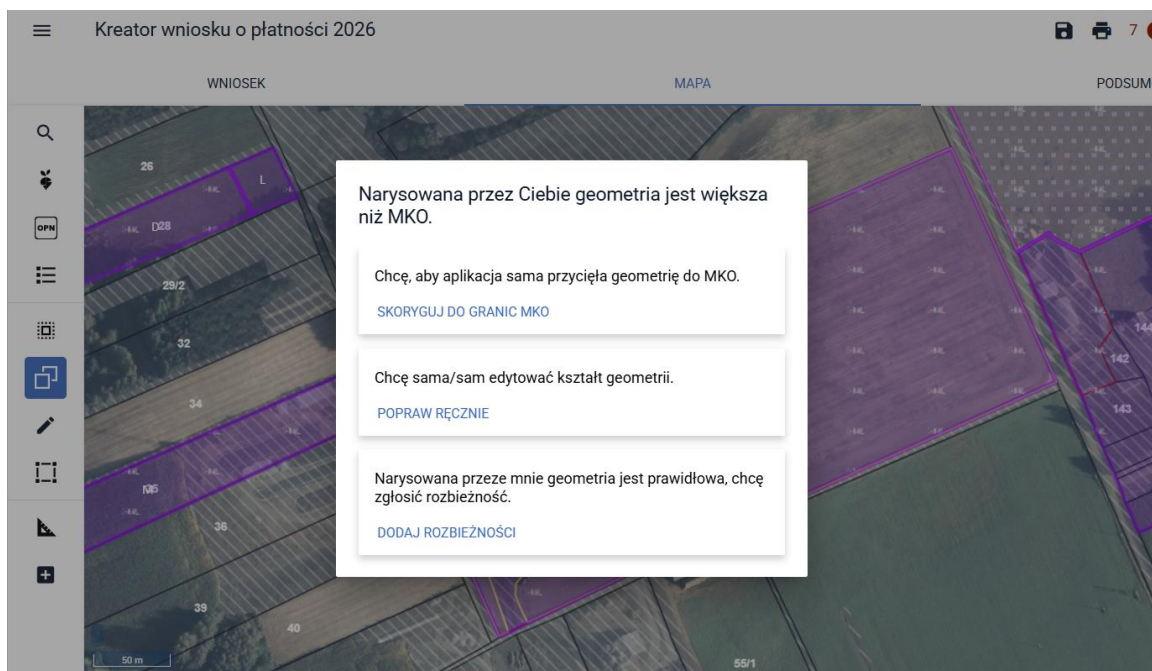 Kreator wniosku o płatności 2026
7
WNIOSEK
MAPA
PODSUM
26
L
D28
OPN
29/2
32
34
M35
36
39
40
50 m
55/1
144
142
143
Narysowana przez Ciebie geometria jest większa
niż MKO.
Chcę, aby aplikacja sama przycięła geometrię do MKO.
SKORYGUJ DO GRANIC MKO
Chcę sama/sam edytować kształt geometrii.
POPRAW RĘCZNIE
Narysowana przeze mnie geometria jest prawidłowa, chcę
zgłosić rozbieżność.
DODAJ ROZBIEŻNOŚCI